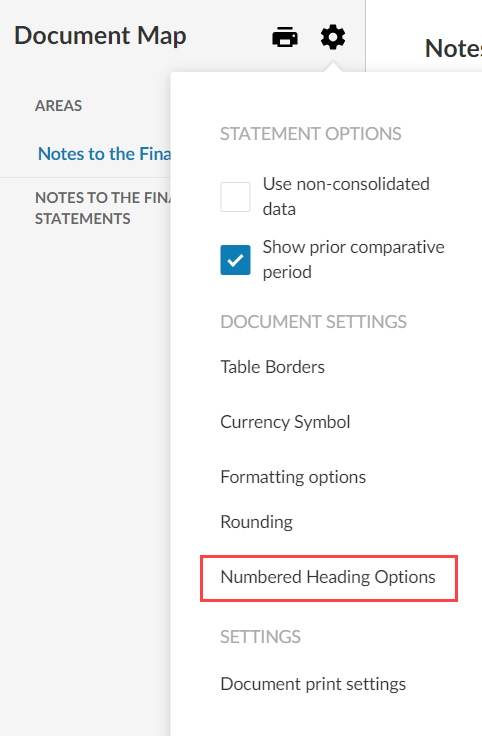 Document Map
Notes
AREAS
Notes to the Fina
NOTES TO THE FINA
STATEMENTS
STATEMENT OPTIONS
Use non-consolidated
data
Show prior comparative
period
DOCUMENT SETTINGS
Table Borders
Currency Symbol
Formatting options
Rounding
Numbered Heading Options
SETTINGS
Document print settings